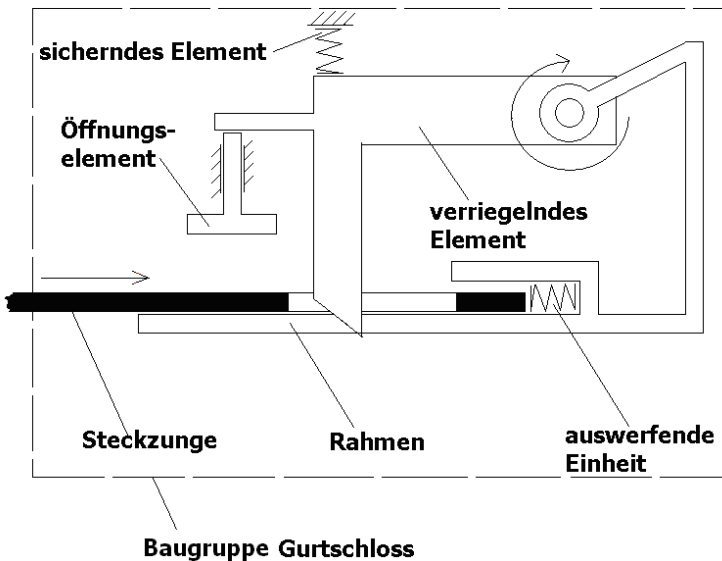 sicherndes Element
Öffnungs-
element
verriegelndes
Element
Steckzunge
Rahmen
auswerfende
Einheit
Baugruppe Gurtschloss